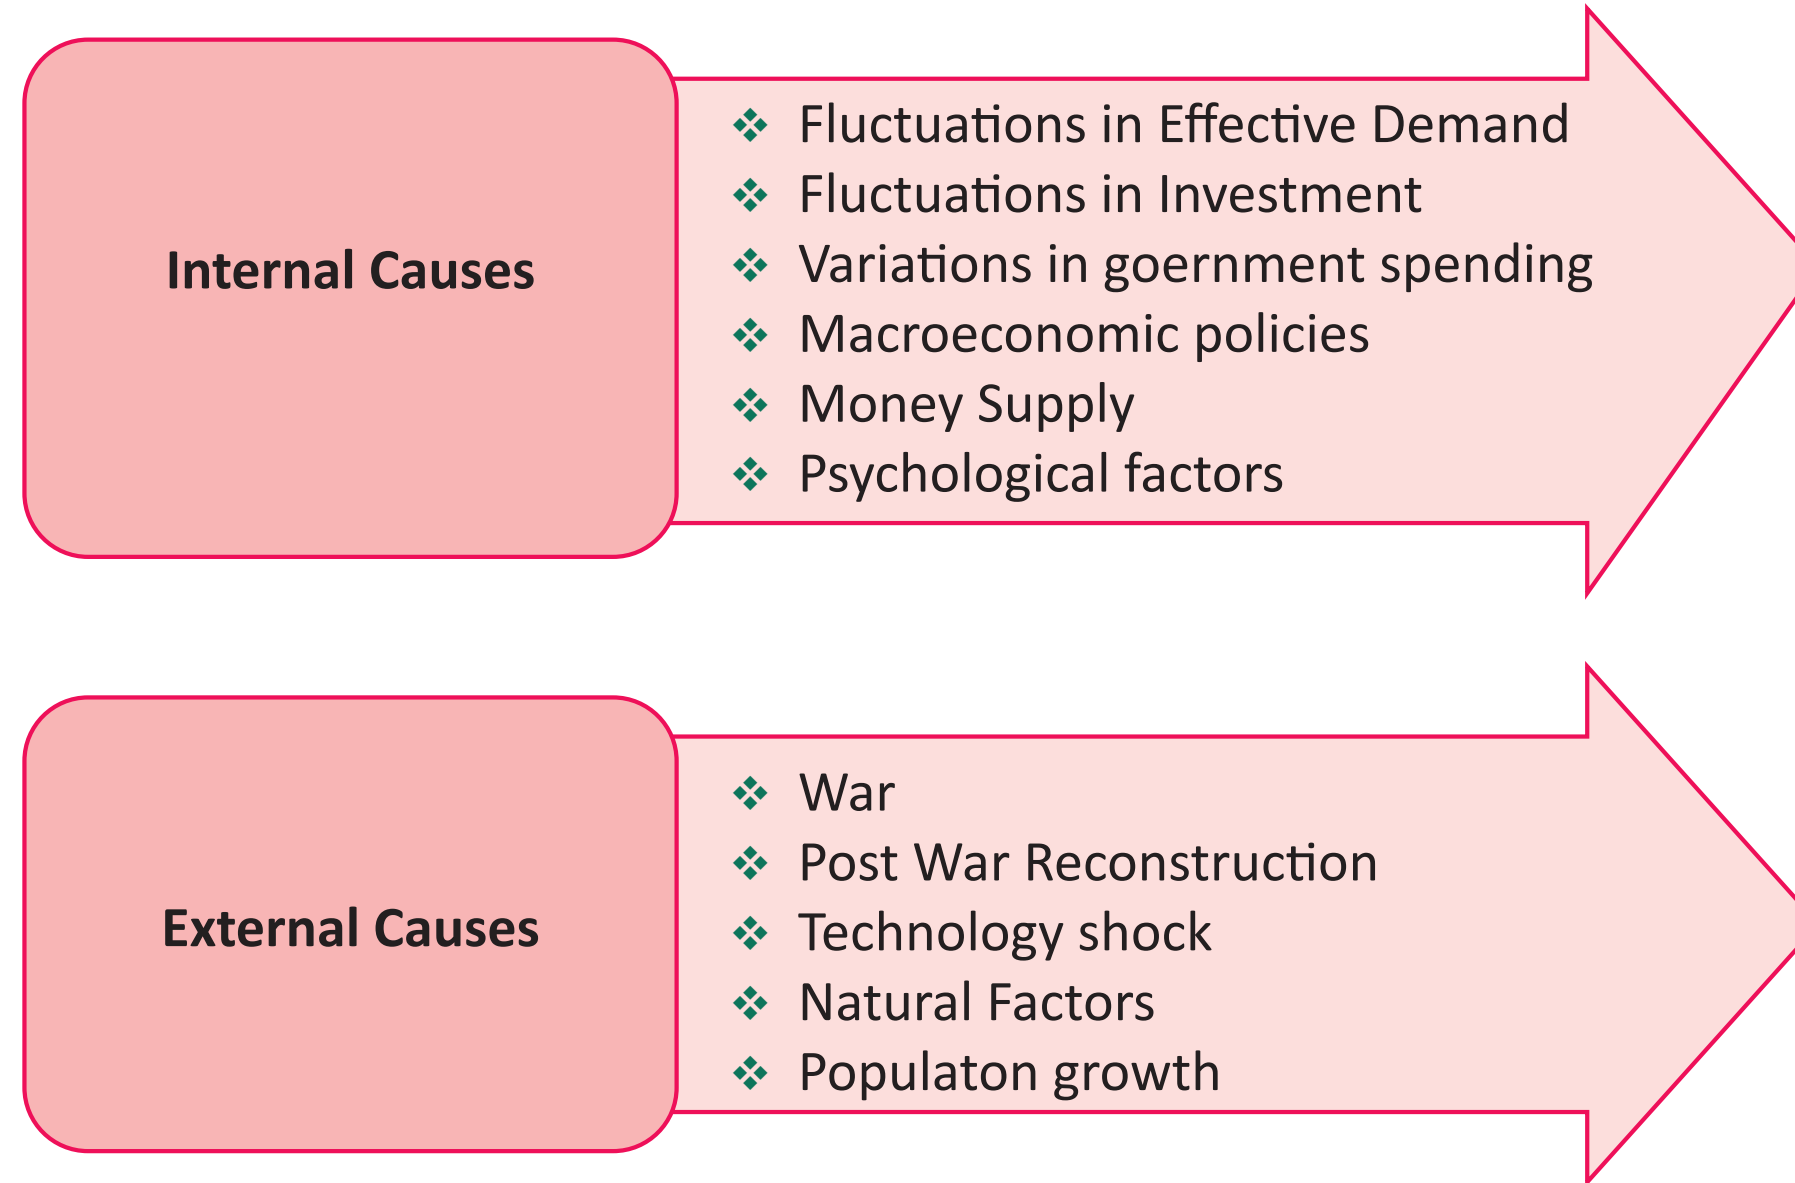 Internal Causes
Fluctuations in Effective Demand
Fluctuations in Investment
Variations in goernment spending
Macroeconomic policies
Money Supply
Psychological factors
External Causes
War
Post War Reconstruction
Technology shock
Natural Factors
Populaton growth